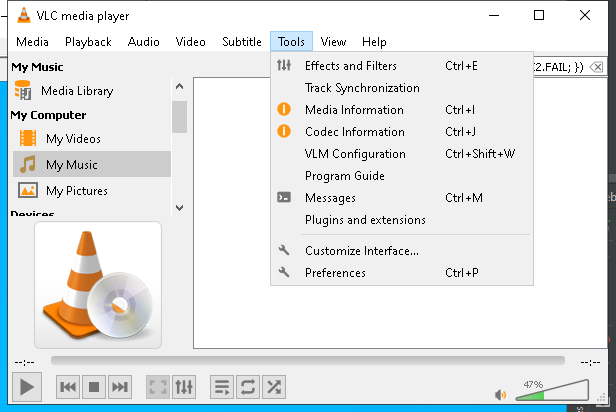 VLC media player
Media Playback Audio Video Subtitle Tools View Help
My Music
Media Library
My Computer
My Videos
My Music
My Pictures
Devices
Effects and Filters Ctrl+E
Track Synchronization
Media Information Ctrl+I
Codec Information Ctrl+J
VLM Configuration Ctrl+Shift+W
Program Guide
Messages Ctrl+M
Plugins and extensions
Customize Interface...
Preferences Ctrl+P
2.FAIL; })
--:-- --:--
47%